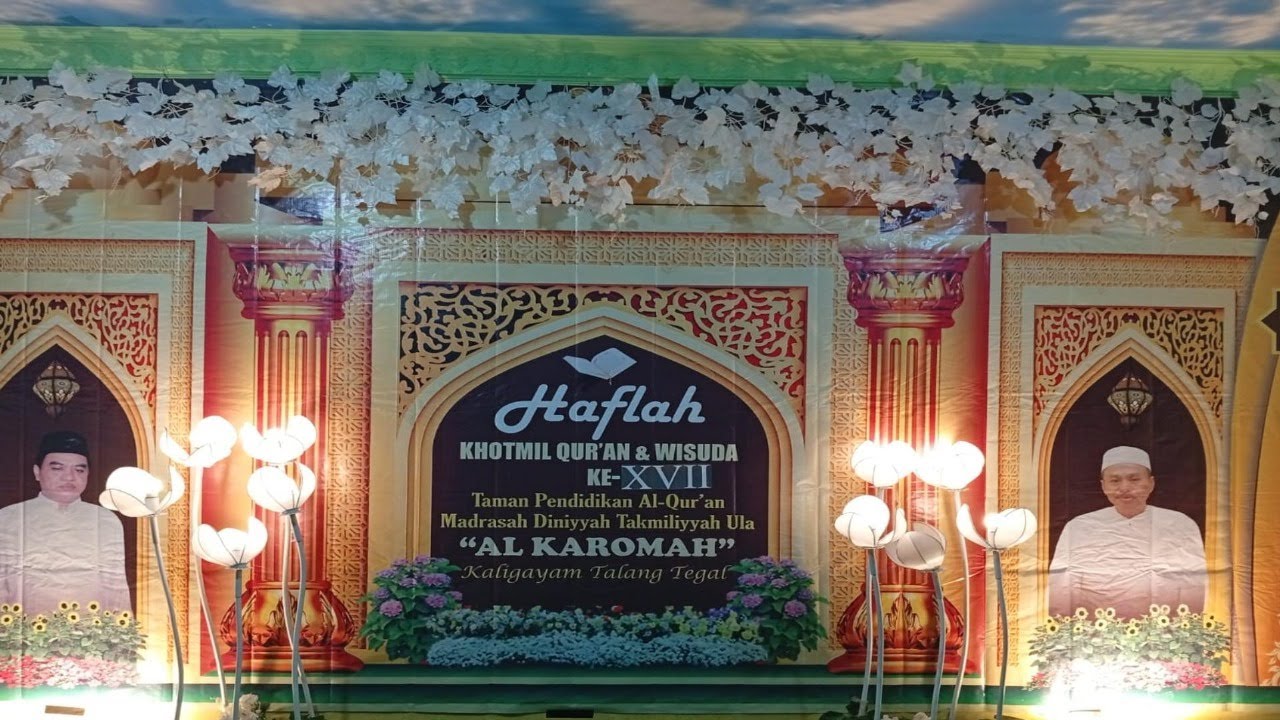 Haflah
KHOTMIL QUR'AN & WISUDA
KE-XVII
Taman Pendidikan Al-Qur'an
Madrasah Diniyyah Takmiliyyah Ula
"AL KAROMAH"
Kaligayam Talang Tegal